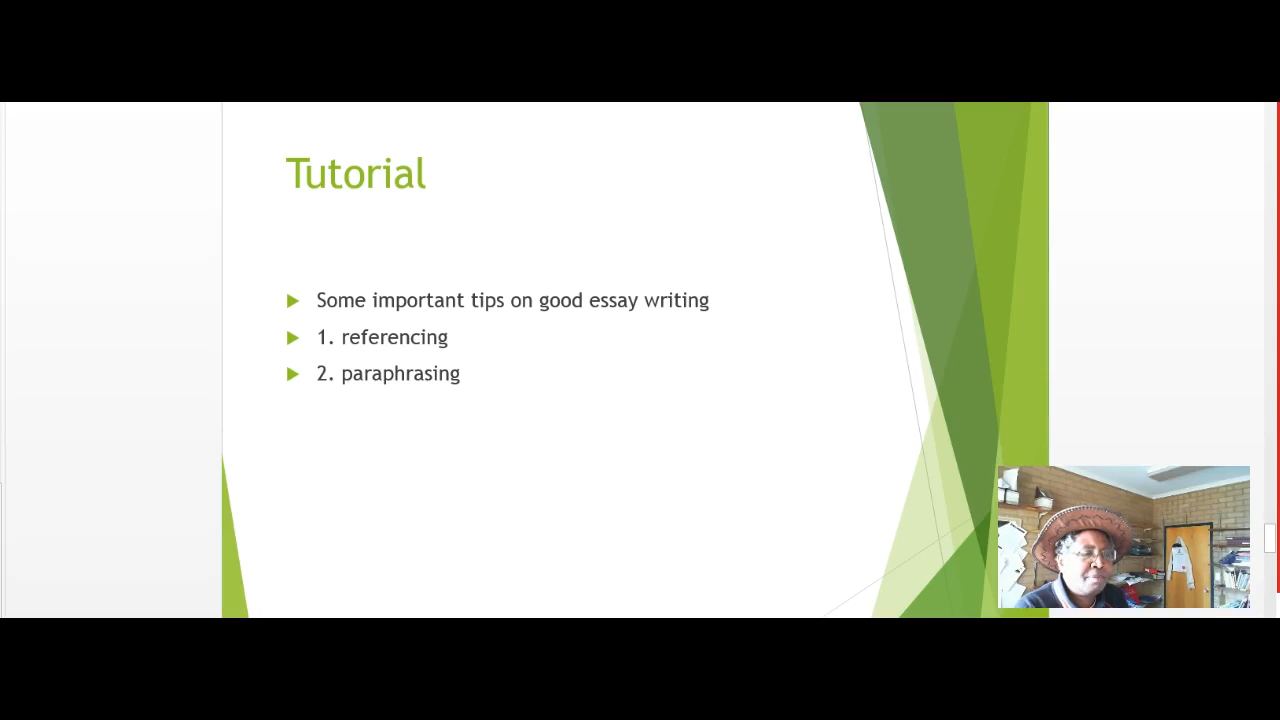 Tutorial
Some important tips on good essay writing
1. referencing
2. paraphrasing